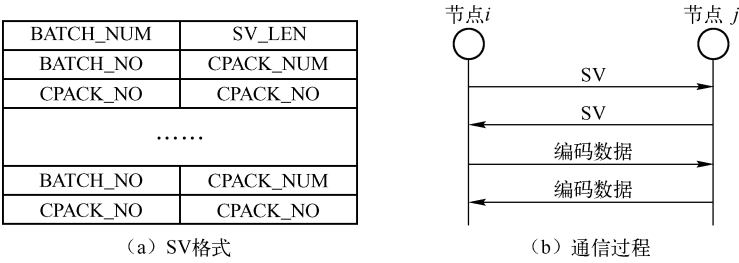 BATCH_NUM SV_LEN
BATCH_NO CPACK_NUM
CPACK_NO CPACK_NO
……
BATCH_NO CPACK_NUM
CPACK_NO CPACK_NO
（a）SV格式
节点i 节点 j
SV
SV
编码数据
编码数据
（b）通信过程